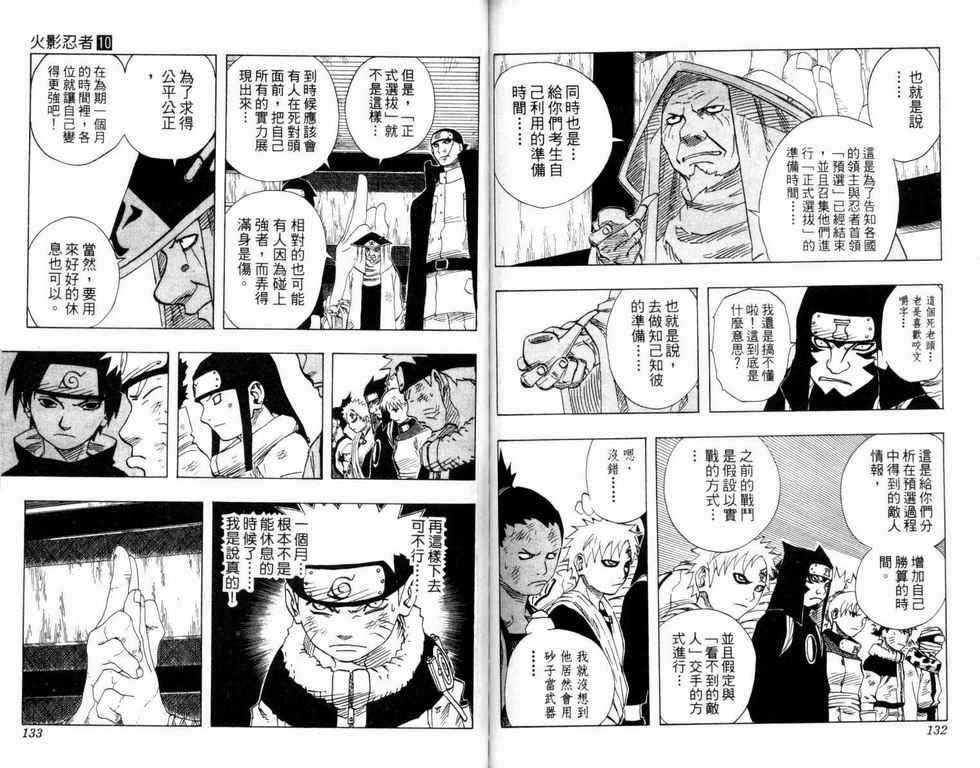 也就是說
……
這是為了告知各國
的領主與忍者首領
「預選」已經結束
，並且召集他們進
行「正式選拔」的
準備時間……
同時也是…
給你們考生自
己利用的準備
時間……
這個死老頭…
老是喜歡咬文
嚼字…
我還是搞不懂
啦！這到底是
什麼意思？
也就是說，
去做知己知彼
的準備……
這是給你們分
析在預選過程
中得到的敵人
情報，
增加自己
勝算的時
間。
之前的戰鬥
是假設以實
戰的方式…
…
並且假定與
「看不到的敵
人」交手的方
式進行…
嗯，
沒錯……
我就沒想到
他居然會用
砂子當武器
132
火影忍者10
但是，「正
式選拔」就
不是這樣…
到時候應該會
有人在死對頭
面前，把自己
所有的實力展
現出來…
相對的也可能
有人因為碰上
強者，而弄得
滿身是傷。
為了求得
公平公正
，
在為期一個月
的時間裡，各
位就讓自己變
得更強吧！
當然，要用
來好好的休
息也可以。
再這樣下去
可不行……
一個月…
根本不是
能休息的
時候了…
我是說真的！
133